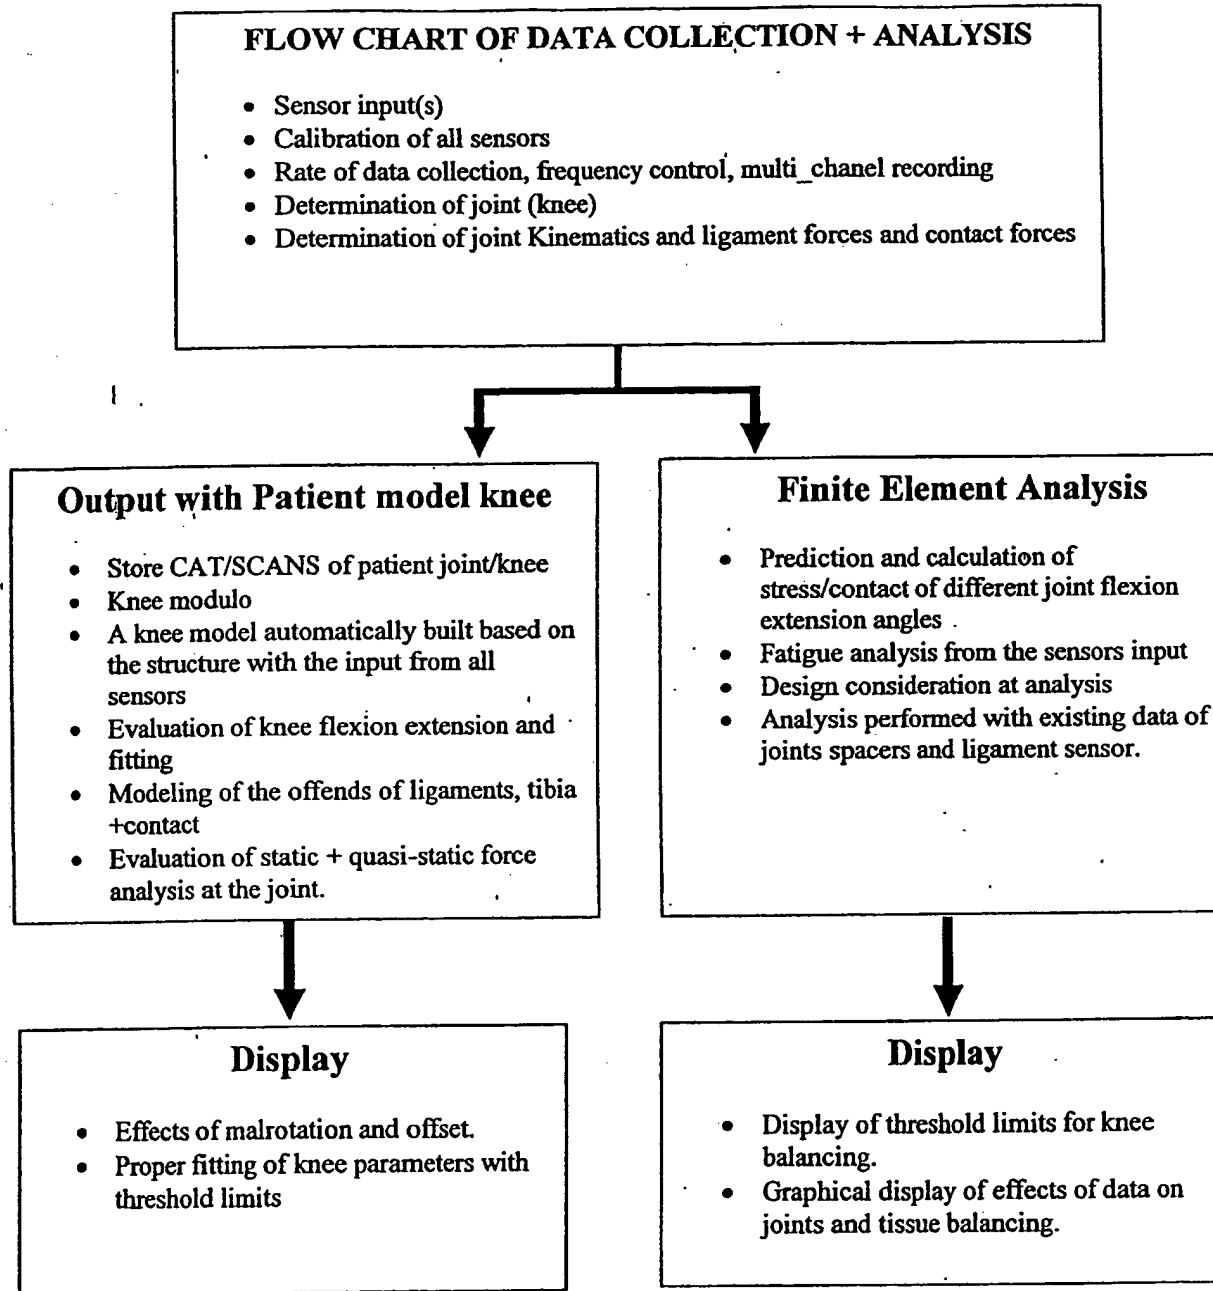 FLOW CHART OF DATA COLLECTION + ANALYSIS
• Sensor input(s)
• Calibration of all sensors
• Rate of data collection, frequency control, multi_chanel recording
• Determination of joint (knee)
• Determination of joint Kinematics and ligament forces and contact forces
Output with Patient model knee
• Store CAT/SCANS of patient joint/knee
• Knee modulo
• A knee model automatically built based on
the structure with the input from all
sensors
• Evaluation of knee flexion extension and
fitting
• Modeling of the offends of ligaments, tibia
+contact
• Evaluation of static + quasi-static force
analysis at the joint.
Finite Element Analysis
• Prediction and calculation of
stress/contact of different joint flexion
extension angles
• Fatigue analysis from the sensors input
• Design consideration at analysis
• Analysis performed with existing data of
joints spacers and ligament sensor.
Display
• Effects of malrotation and offset.
• Proper fitting of knee parameters with
threshold limits
Display
• Display of threshold limits for knee
balancing.
• Graphical display of effects of data on
joints and tissue balancing.